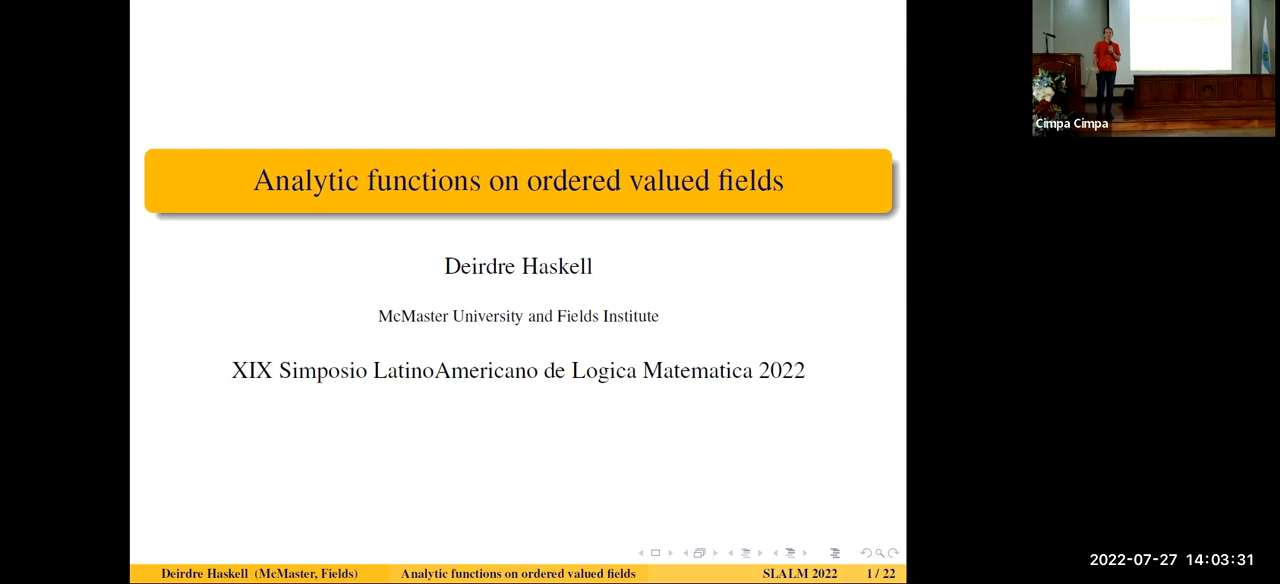 Analytic functions on ordered valued fields
Deirdre Haskell
McMaster University and Fields Institute
XIX Simposio LatinoAmericano de Logica Matematica 2022
Deirdre Haskell (McMaster, Fields) Analytic functions on ordered valued fields SLALM 2022 1 / 22
Cimpa Cimpa
2022-07-27 14:03:31